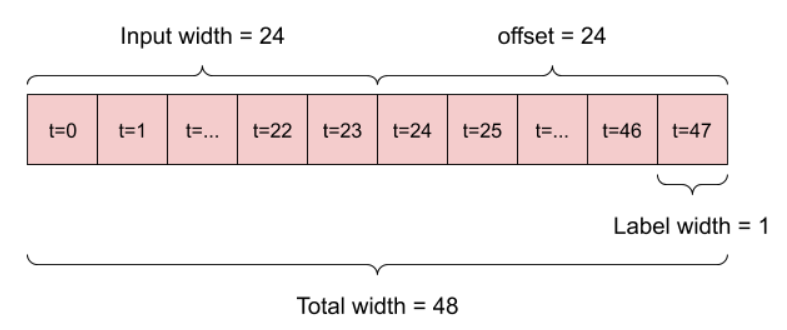 Input width = 24 offset = 24
t=0 t=1 t=... t=22 t=23 t=24 t=25 t=... t=46 t=47
Label width = 1
Total width = 48